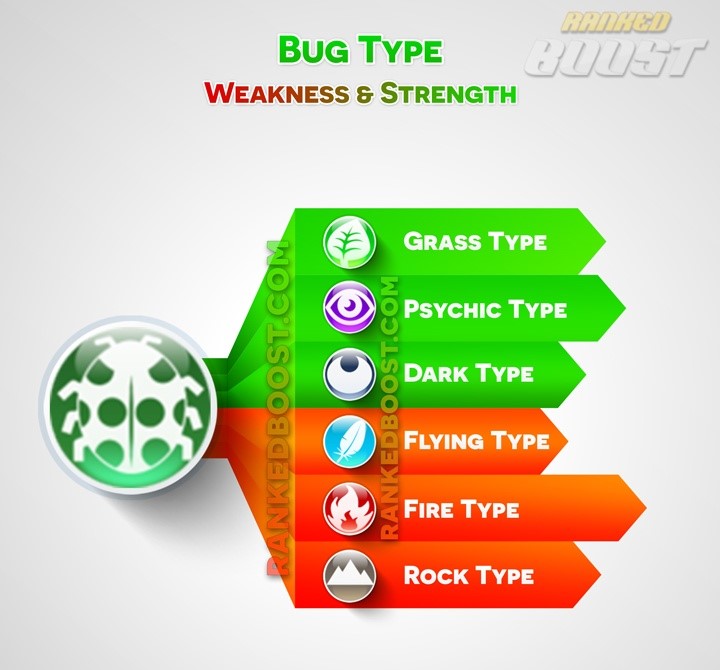 RANKED
BOOST
BUG TYPE
WEAKNESS & STRENGTH
GRASS TYPE
PSYCHIC TYPE
DARK TYPE
FLYING TYPE
FIRE TYPE
ROCK TYPE
RANKEDBOOST.COM
RANKEDBOOST.COM